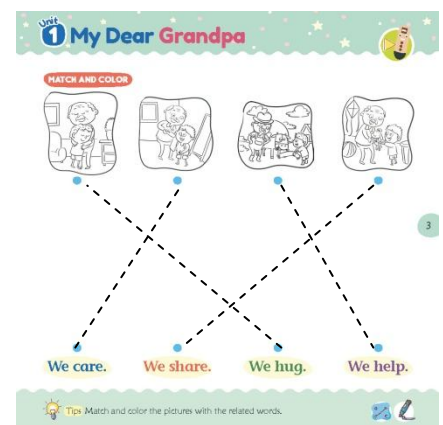 Unit
1 My Dear Grandpa
MATCH AND COLOR
3
We care. We share. We hug. We help.
Tips Match and color the pictures with the related words.